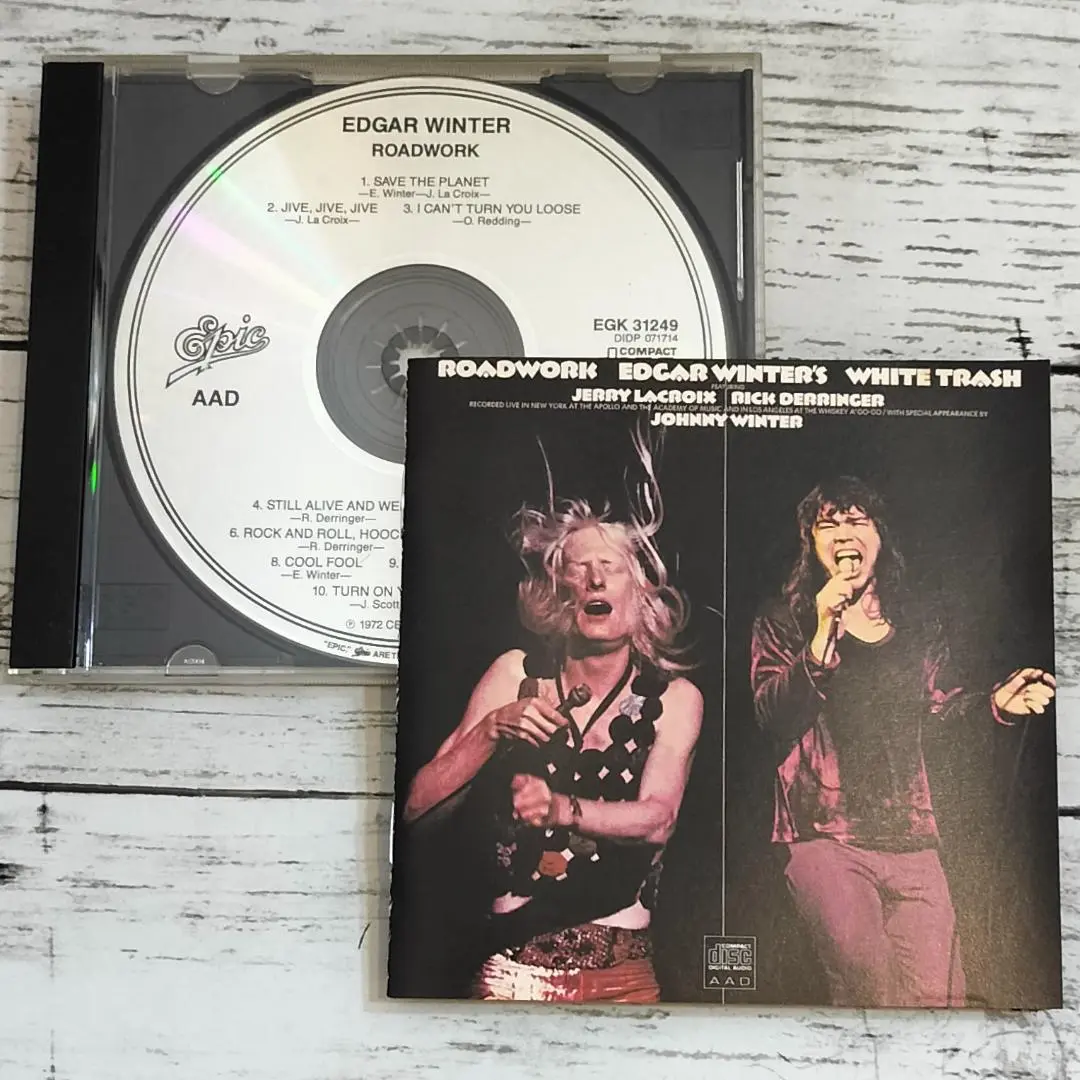 EDGAR WINTER
ROADWORK
1. SAVE THE PLANET
—E. Winter—J. La Croix—
2. JIVE, JIVE, JIVE 3. I CAN'T TURN YOU LOOSE
—J. La Croix— —O. Redding—
Epic
AAD
EGK 31249
DIDP 071714
COMPACT
4. STILL ALIVE AND WE
—R. Derringer—
6. ROCK AND ROLL, HOOC
—R. Derringer—
8. COOL FOOL 9.
—E. Winter—
10. TURN ON Y
—J. Scott
℗ 1972 CB
"EPIC," Epic ARE T
ROADWORK EDGAR WINTER'S WHITE TRASH
FEATURING
JERRY LACROIX RICK DERRINGER
RECORDED LIVE IN NEW YORK AT THE APOLLO AND THE ACADEMY OF MUSIC AND IN LOS ANGELES AT THE WHISKEY A'GO-GO / WITH SPECIAL APPEARANCE BY
JOHNNY WINTER
COMPACT
disc
DIGITAL AUDIO
AAD